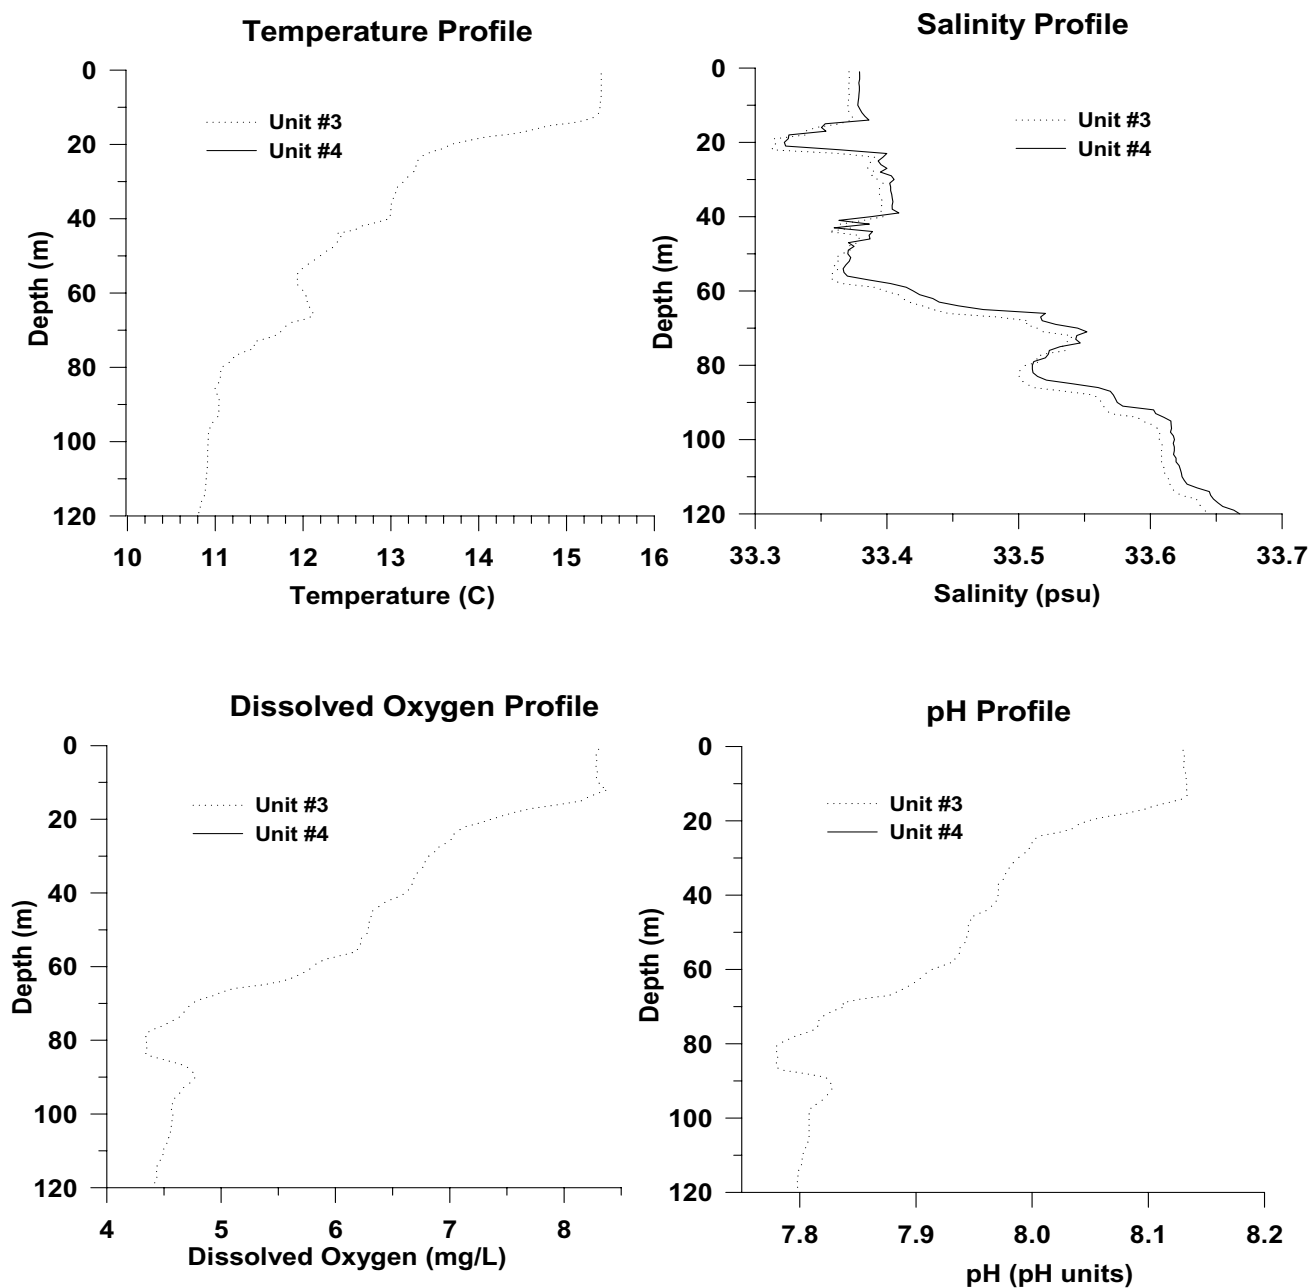 Temperature Profile
0
20
40
60
80
100
120
Depth (m)
Unit #3
Unit #4
10 11 12 13 14 15 16
Temperature (C)
Salinity Profile
0
20
40
60
80
100
120
Depth (m)
Unit #3
Unit #4
33.3 33.4 33.5 33.6 33.7
Salinity (psu)
Dissolved Oxygen Profile
0
20
40
60
80
100
120
Depth (m)
Unit #3
Unit #4
4 5 6 7 8
Dissolved Oxygen (mg/L)
pH Profile
0
20
40
60
80
100
120
Depth (m)
Unit #3
Unit #4
7.8 7.9 8.0 8.1 8.2
pH (pH units)